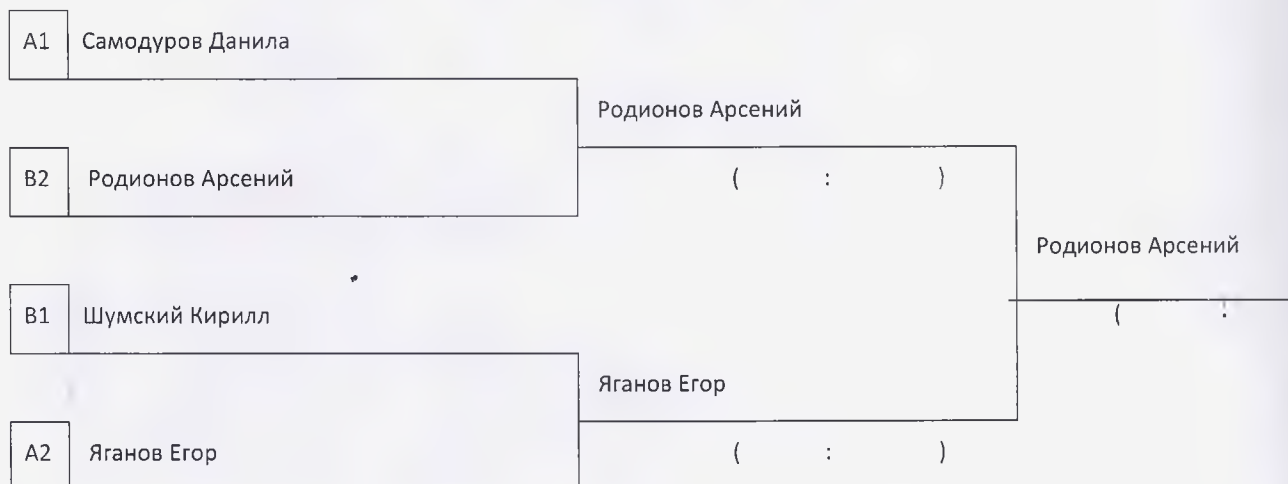 A1 Самодуров Данила
Родионов Арсений
B2 Родионов Арсений
( : )
Родионов Арсений
B1 Шумский Кирилл
( :
Яганов Егор
A2 Яганов Егор
( : )